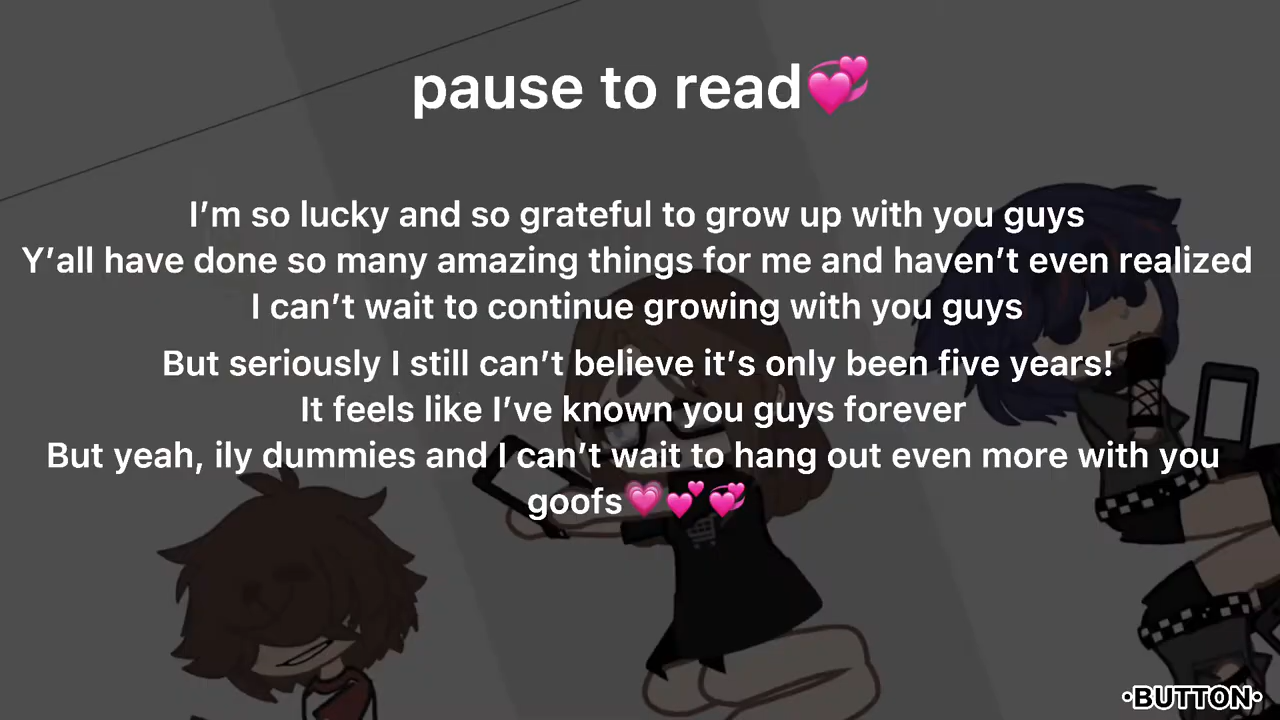 pause to read💞
I’m so lucky and so grateful to grow up with you guys
Y’all have done so many amazing things for me and haven’t even realized
I can’t wait to continue growing with you guys
But seriously I still can’t believe it’s only been five years!
It feels like I’ve known you guys forever
But yeah, ily dummies and I can’t wait to hang out even more with you
goofs💗💕💞
•BUTTON•